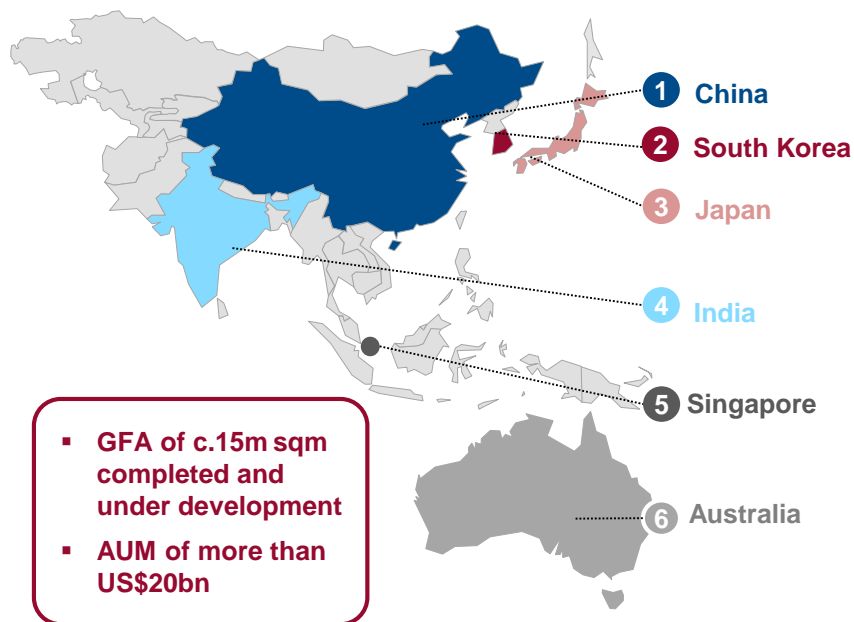 1 China
2 South Korea
3 Japan
4 India
5 Singapore
6 Australia
▪ GFA of c.15m sqm
completed and
under development
▪ AUM of more than
US$20bn